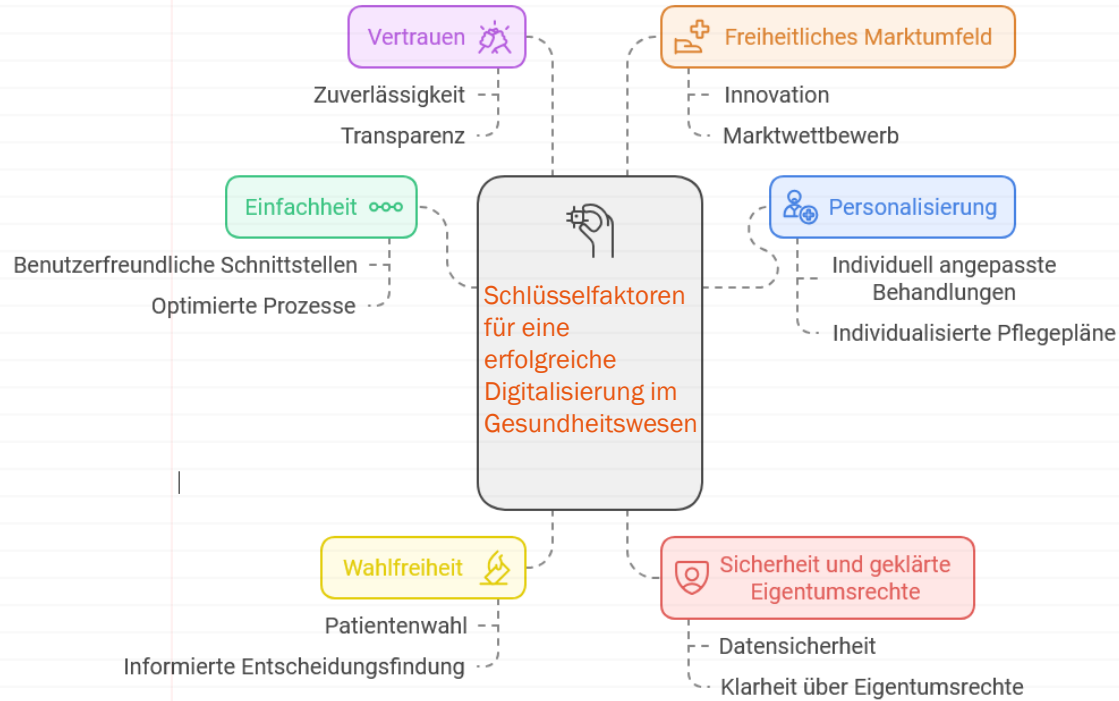 Vertrauen
Zuverlässigkeit
Transparenz
Freiheitliches Marktumfeld
Innovation
Marktwettbewerb
Einfachheit
Benutzerfreundliche Schnittstellen
Optimierte Prozesse
Schlüsselfaktoren
für eine
erfolgreiche
Digitalisierung im
Gesundheitswesen
Personalisierung
Individuell angepasste
Behandlungen
Individualisierte Pflegepläne
Wahlfreiheit
Patientenwahl
Informierte Entscheidungsfindung
Sicherheit und geklärte
Eigentumsrechte
Datensicherheit
Klarheit über Eigentumsrechte